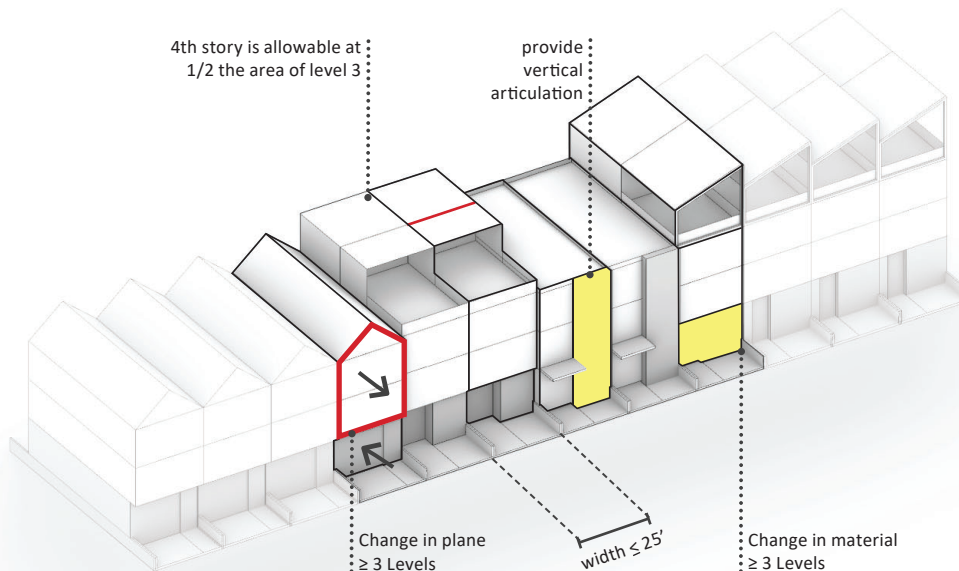 4th story is allowable at
1/2 the area of level 3
provide
vertical
articulation
Change in plane
≥ 3 Levels
width ≤ 25’
Change in material
≥ 3 Levels